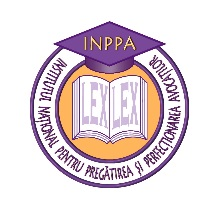 INPPA
LEX LEX
INSTITUTUL NAȚIONAL PENTRU PREGĂTIREA ȘI PERFECȚIONAREA AVOCAȚILOR